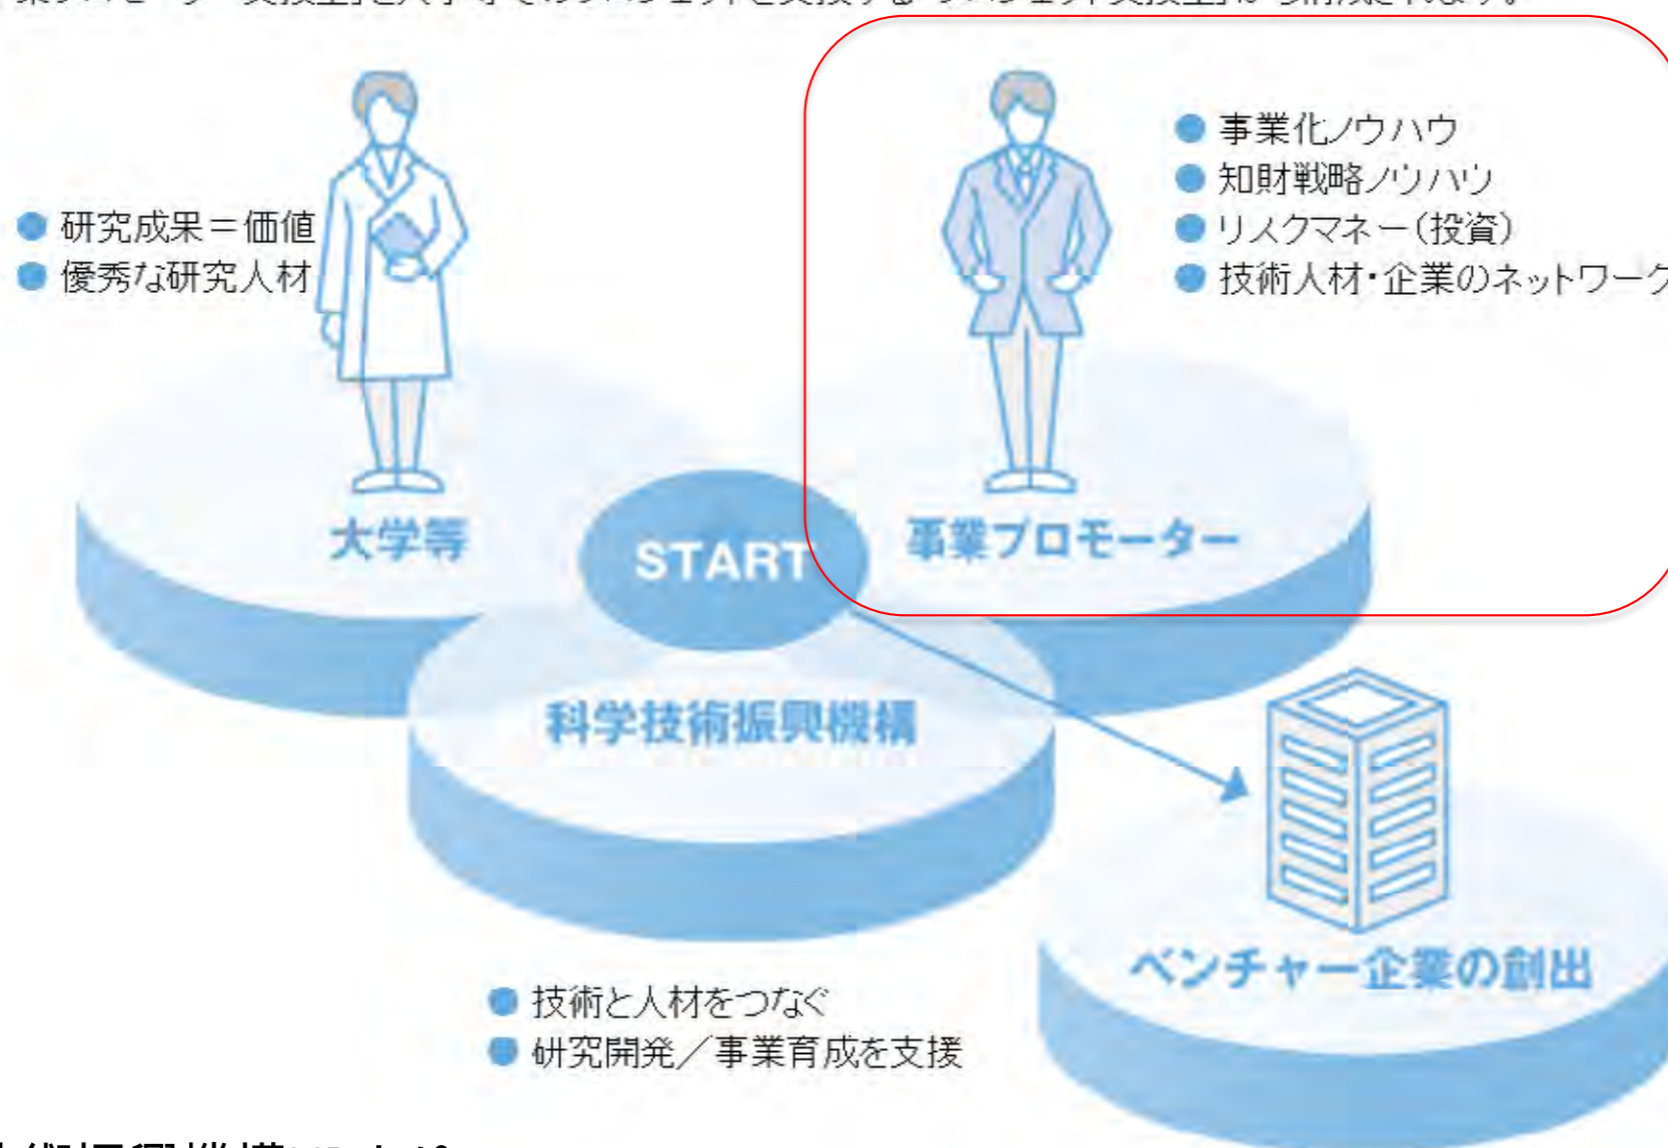 ● 研究成果＝価値
● 優秀な研究人材
● 事業化ノウハウ
● 知財戦略ノウハウ
● リスクマネー（投資）
● 技術人材・企業のネットワーク
大学等
START
事業プロモーター
科学技術振興機構
ベンチャー企業の創出
● 技術と人材をつなぐ
● 研究開発／事業育成を支援